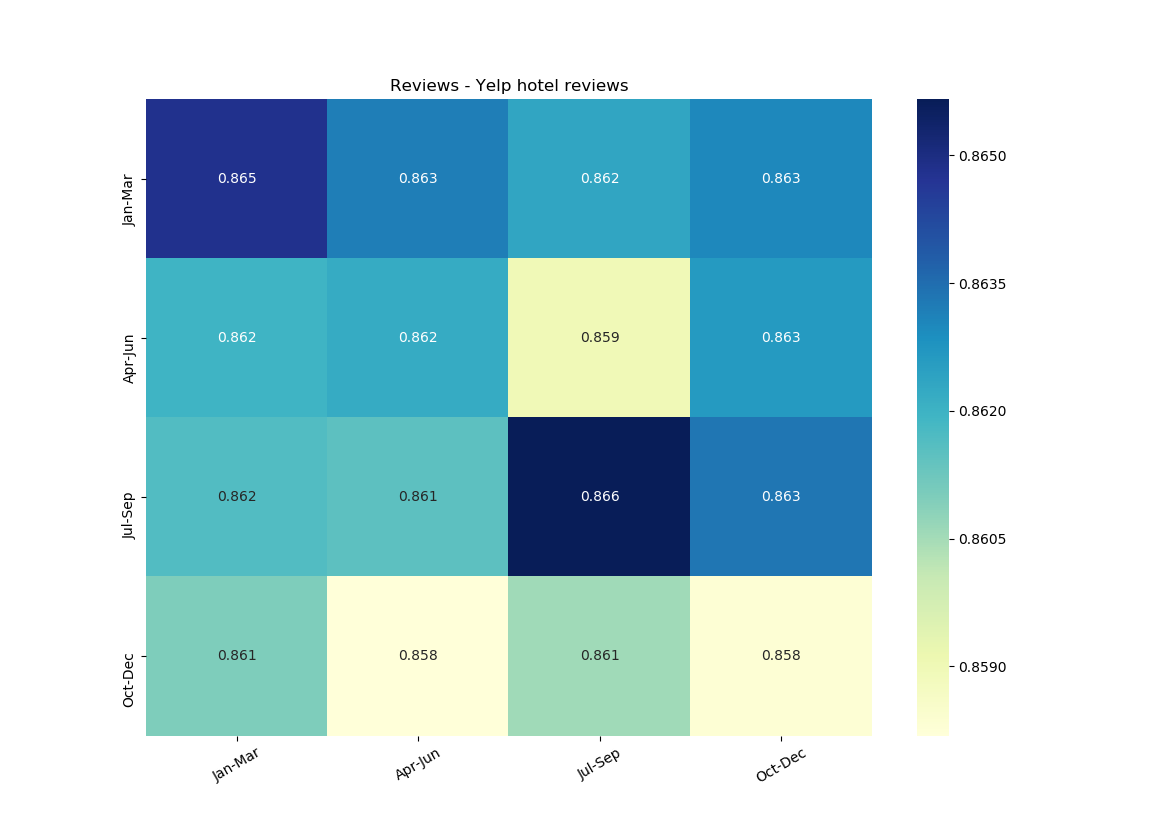 Reviews - Yelp hotel reviews
Jan-Mar 0.865 0.863 0.862 0.863
Apr-Jun 0.862 0.862 0.859 0.863
Jul-Sep 0.862 0.861 0.866 0.863
Oct-Dec 0.861 0.858 0.861 0.858
Jan-Mar Apr-Jun Jul-Sep Oct-Dec
0.8650
0.8635
0.8620
0.8605
0.8590